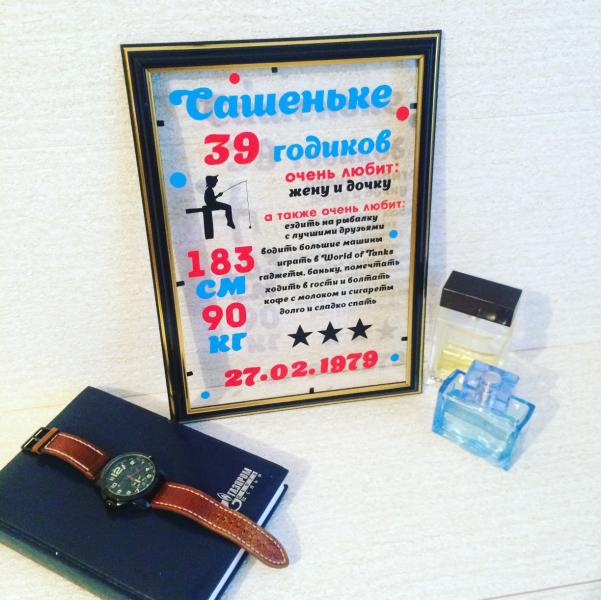 Сашеньке
39 годиков
очень любит:
жену и дочку
а также очень любит:
ездить на рыбалку
с лучшими друзьями
водить большие машины
играть в World of Tanks
гаджеты, баньку, помечтать
ходить в гости и болтать
кофе с молоком и сигареты
долго и сладко спать
183
см
90
кг
27.02.1979
ГАЗПРОМ